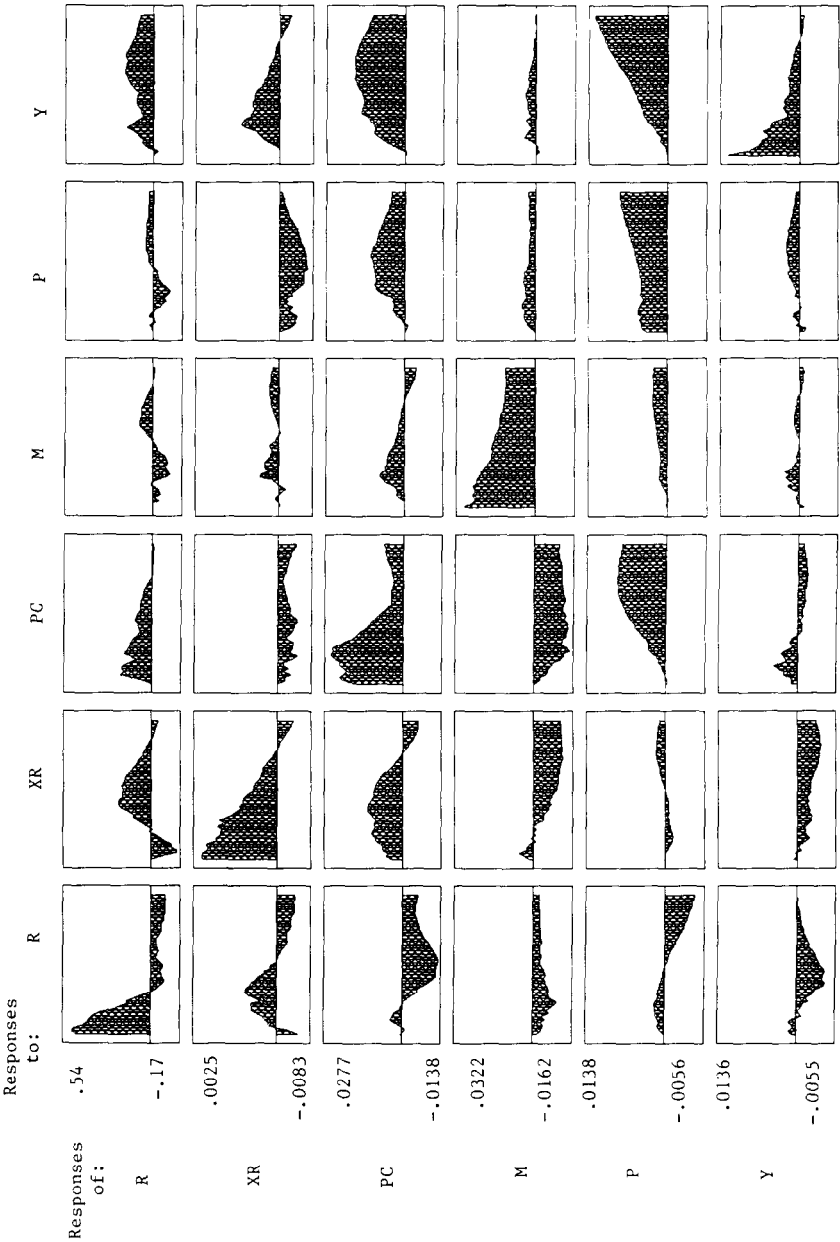 Responses
to:
R XR PC M P Y
Responses
of:
.54
R
-.17
.0025
XR
-.0083
.0277
PC
-.0138
.0322
M
-.0162
.0138
P
-.0056
.0136
Y
-.0055